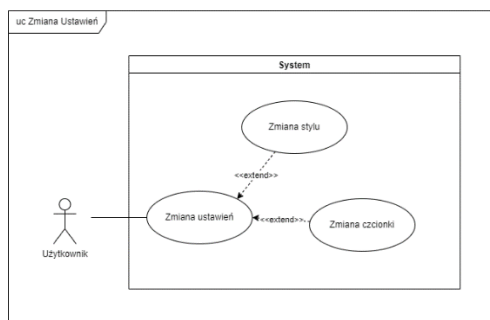 uc Zmiana Ustawień
System
Zmiana stylu
<<extend>>
Zmiana ustawień
<<extend>>
Zmiana czcionki
Użytkownik